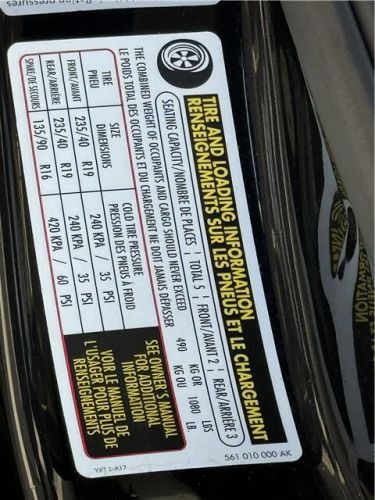 TIRE AND LOADING INFORMATION
RENSEIGNEMENTS SUR LES PNEUS ET LE CHARGEMENT
SEATING CAPACITY/NOMBRE DE PLACES | TOTAL 5 | FRONT/AVANT 2 | REAR/ARRIÈRE 3
THE COMBINED WEIGHT OF OCCUPANTS AND CARGO SHOULD NEVER EXCEED 490 KG OR 1080 LBS
LE POIDS TOTAL DES OCCUPANTS ET DU CHARGEMENT NE DOIT JAMAIS DÉPASSER KG OU LB.
TIRE SIZE COLD TIRE PRESSURE
PNEU DIMENSIONS PRESSION DES PNEUS À FROID
FRONT/AVANT 235/40 R19 240 KPA / 35 PSI
REAR/ARRIÈRE 235/40 R19 240 KPA / 35 PSI
SPARE/DE SECOURS 135/90 R16 420 KPA / 60 PSI
SEE OWNER'S MANUAL
FOR ADDITIONAL
INFORMATION
VOIR LE MANUEL DE
L'USAGER POUR PLUS DE
RENSEIGNEMENTS
561 010 000 AK
pressures